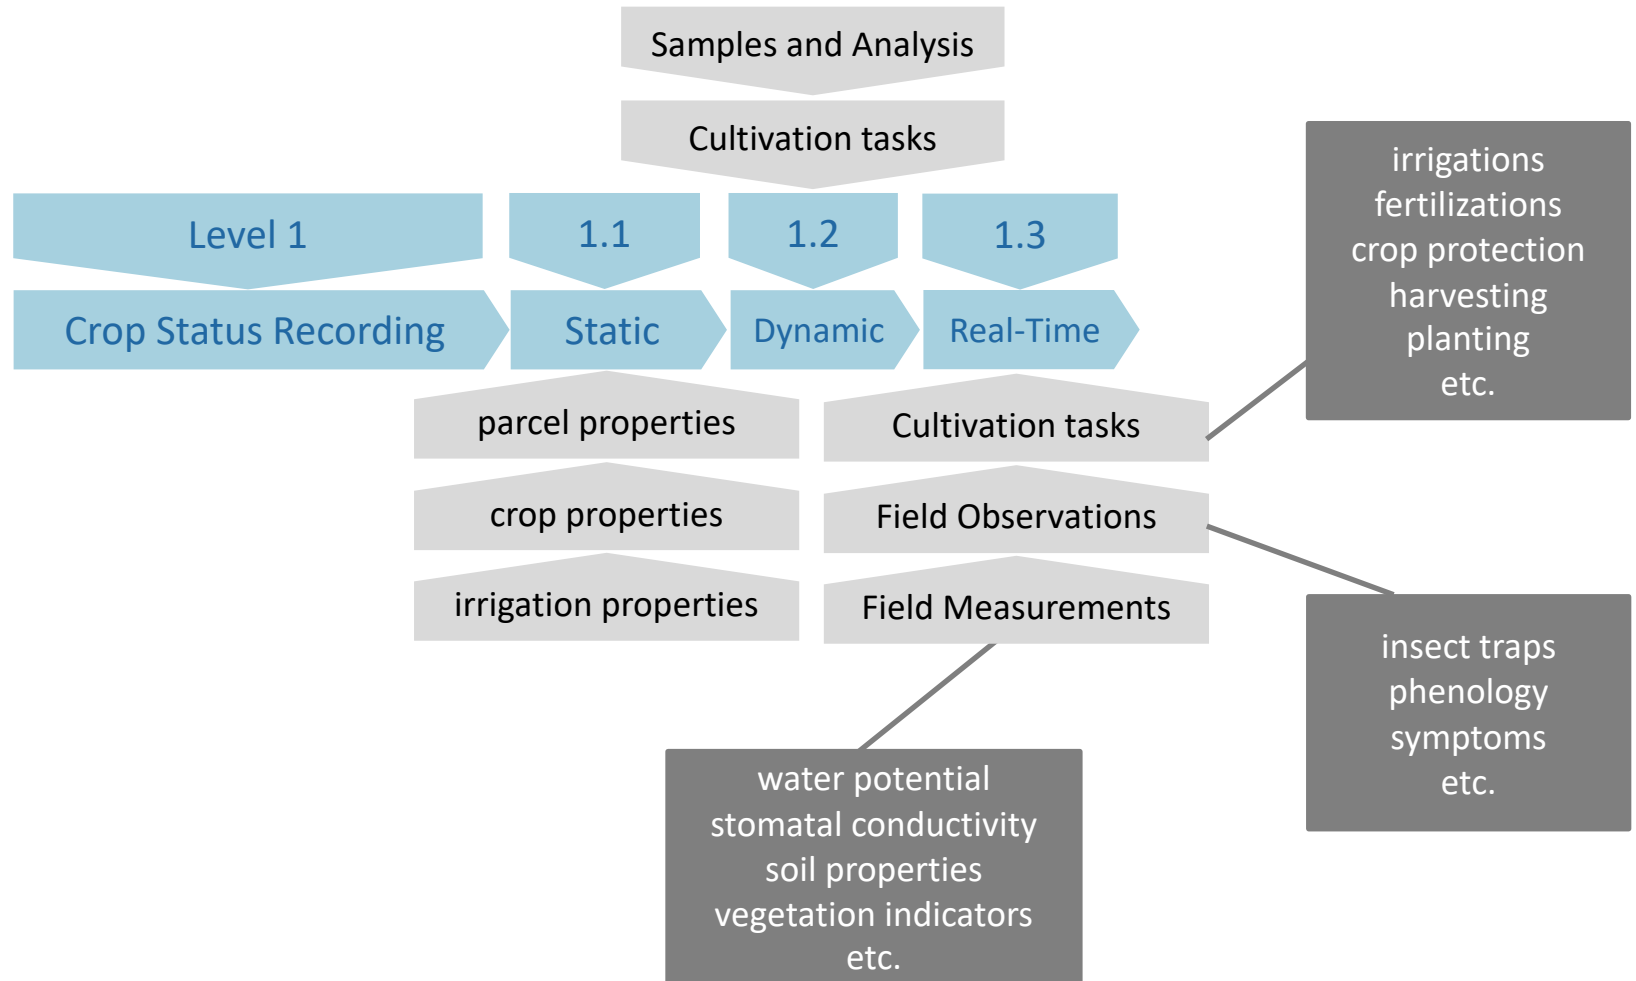 Samples and Analysis
Cultivation tasks
Level 1
1.1
1.2
1.3
Crop Status Recording
Static
Dynamic
Real-Time
parcel properties
crop properties
irrigation properties
Cultivation tasks
Field Observations
Field Measurements
irrigations
fertilizations
crop protection
harvesting
planting
etc.
insect traps
phenology
symptoms
etc.
water potential
stomatal conductivity
soil properties
vegetation indicators
etc.